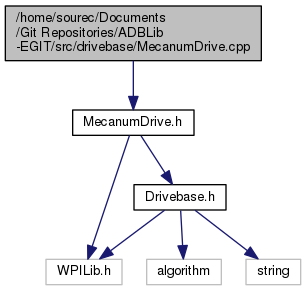 /home/sourec/Documents
/Git Repositories/ADBLib
-EGIT/src/drivebase/MecanumDrive.cpp
MecanumDrive.h
Drivebase.h
WPILib.h
algorithm
string